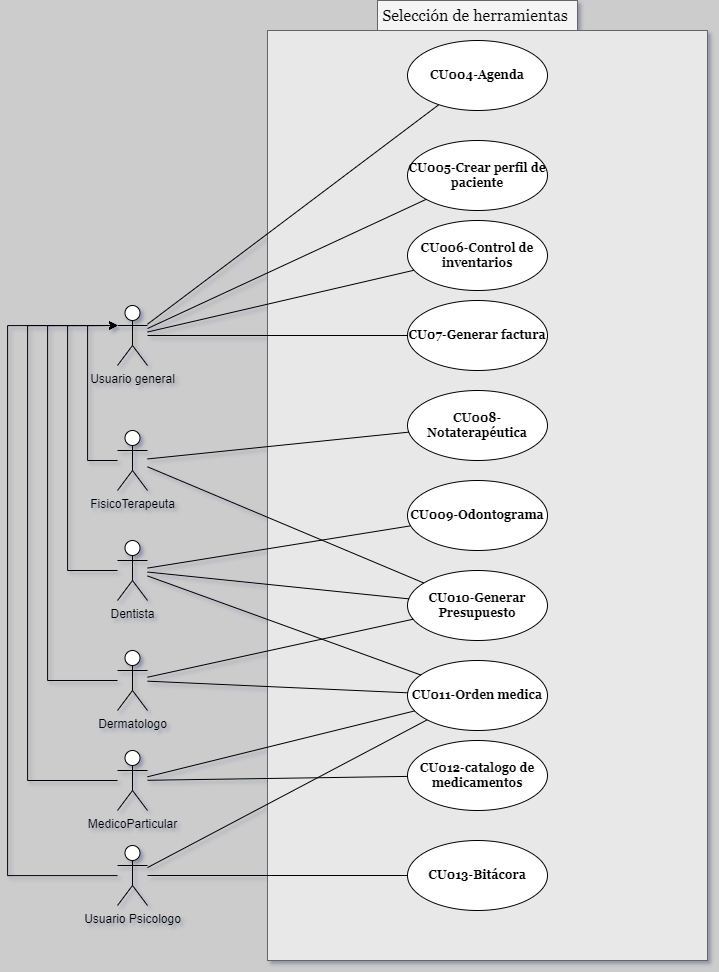 Selección de herramientas
CU004-Agenda
CU005-Crear perfil de
paciente
CU006-Control de
inventarios
CU07-Generar factura
Usuario general
CU008-
Notaterapéutica
FisicoTerapeuta
CU009-Odontograma
CU010-Generar
Presupuesto
Dentista
CU011-Orden medica
Dermatologo
CU012-catalogo de
medicamentos
MedicoParticular
CU013-Bitácora
Usuario Psicologo